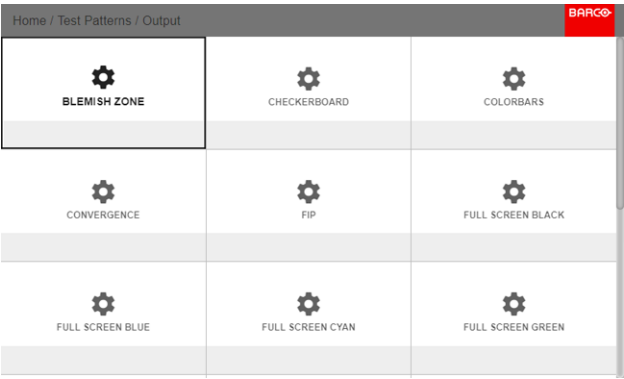 Home / Test Patterns / Output
BARCO
BLEMISH ZONE
CHECKERBOARD
COLORBARS
CONVERGENCE
FIP
FULL SCREEN BLACK
FULL SCREEN BLUE
FULL SCREEN CYAN
FULL SCREEN GREEN